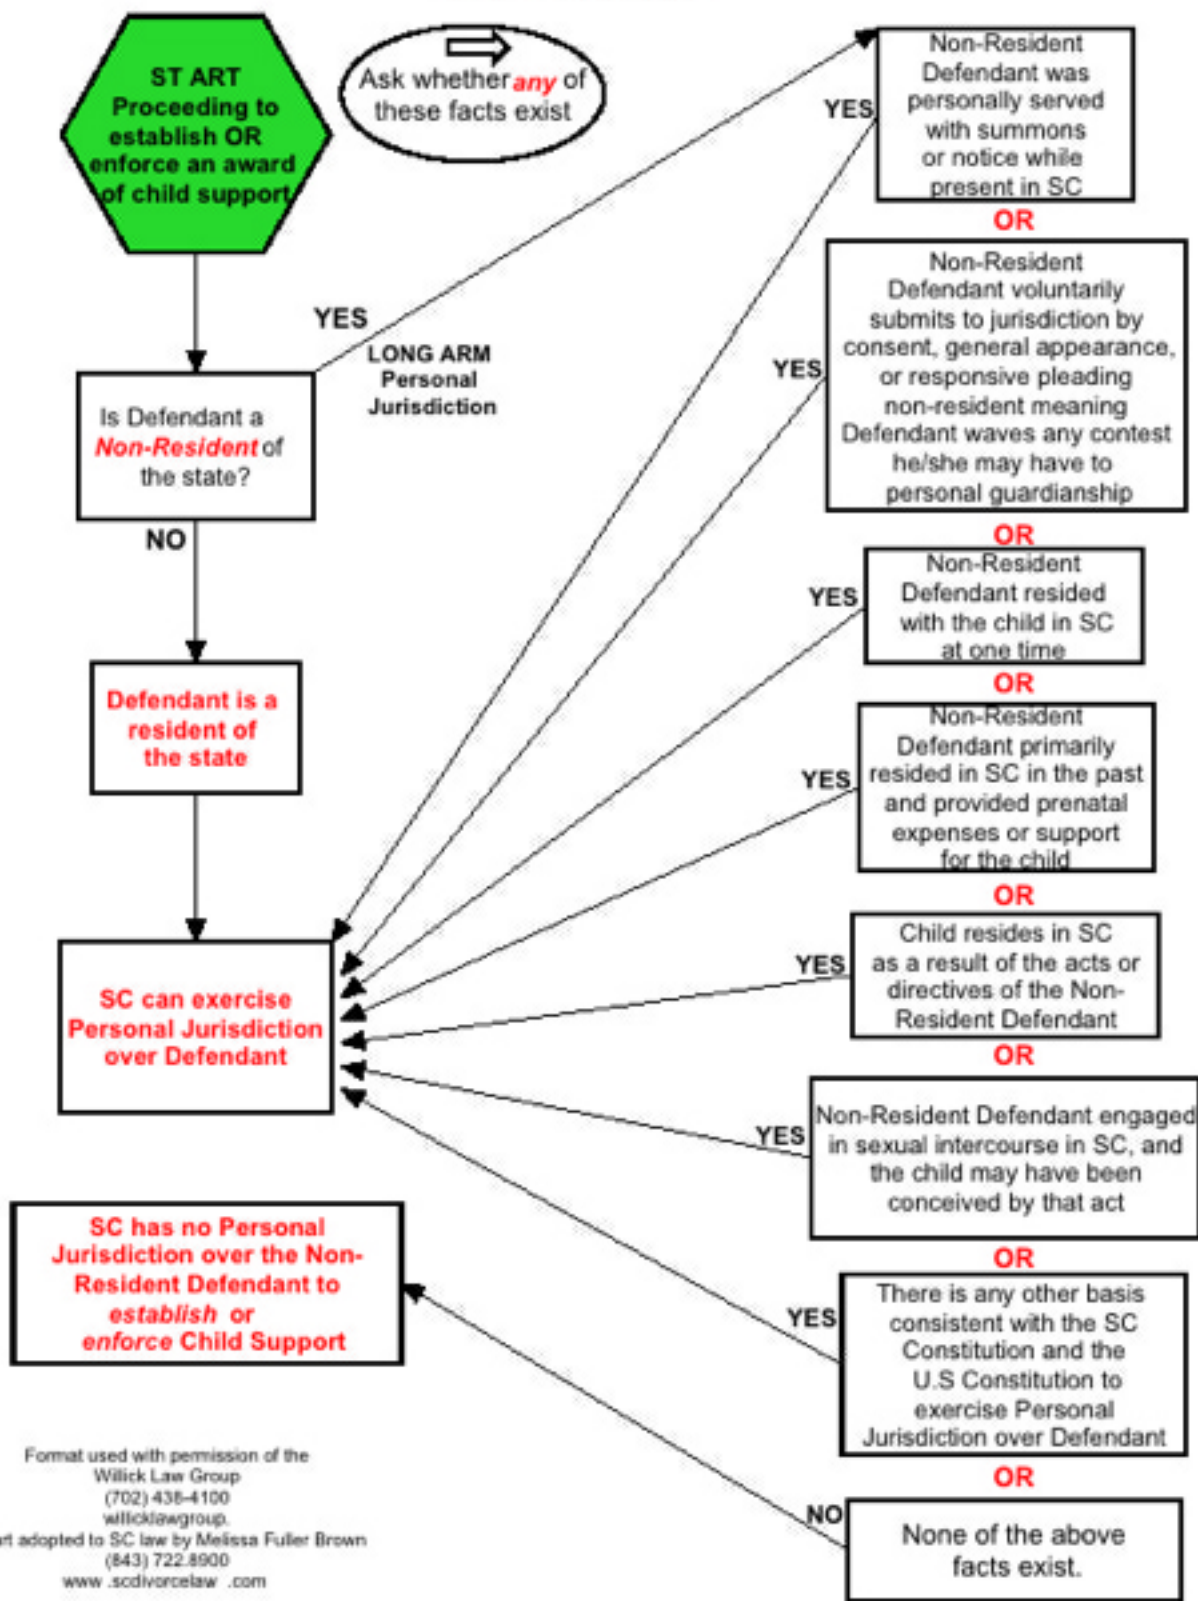 ST ART
Proceeding to
establish OR
enforce an award
of child support
Ask whether any of
these facts exist
YES
LONG ARM
Personal
Jurisdiction
Is Defendant a
Non-Resident of
the state?
NO
Defendant is a
resident of
the state
SC can exercise
Personal Jurisdiction
over Defendant
Non-Resident
Defendant was
personally served
with summons
or notice while
present in SC
YES
OR
Non-Resident
Defendant voluntarily
submits to jurisdiction by
consent, general appearance,
or responsive pleading
non-resident meaning
Defendant waves any contest
he/she may have to
personal guardianship
YES
OR
Non-Resident
Defendant resided
with the child in SC
at one time
YES
OR
Non-Resident
Defendant primarily
resided in SC in the past
and provided prenatal
expenses or support
for the child
YES
OR
Child resides in SC
as a result of the acts or
directives of the Non-
Resident Defendant
YES
OR
Non-Resident Defendant engaged
in sexual intercourse in SC, and
the child may have been
conceived by that act
YES
OR
There is any other basis
consistent with the SC
Constitution and the
U.S Constitution to
exercise Personal
Jurisdiction over Defendant
YES
OR
None of the above
facts exist.
NO
SC has no Personal
Jurisdiction over the Non-
Resident Defendant to
establish or
enforce Child Support
Format used with permission of the
Willick Law Group
(702) 438-4100
willicklawgroup.
rt adopted to SC law by Melissa Fuller Brown
(843) 722.8900
www .scdivorcelaw .com